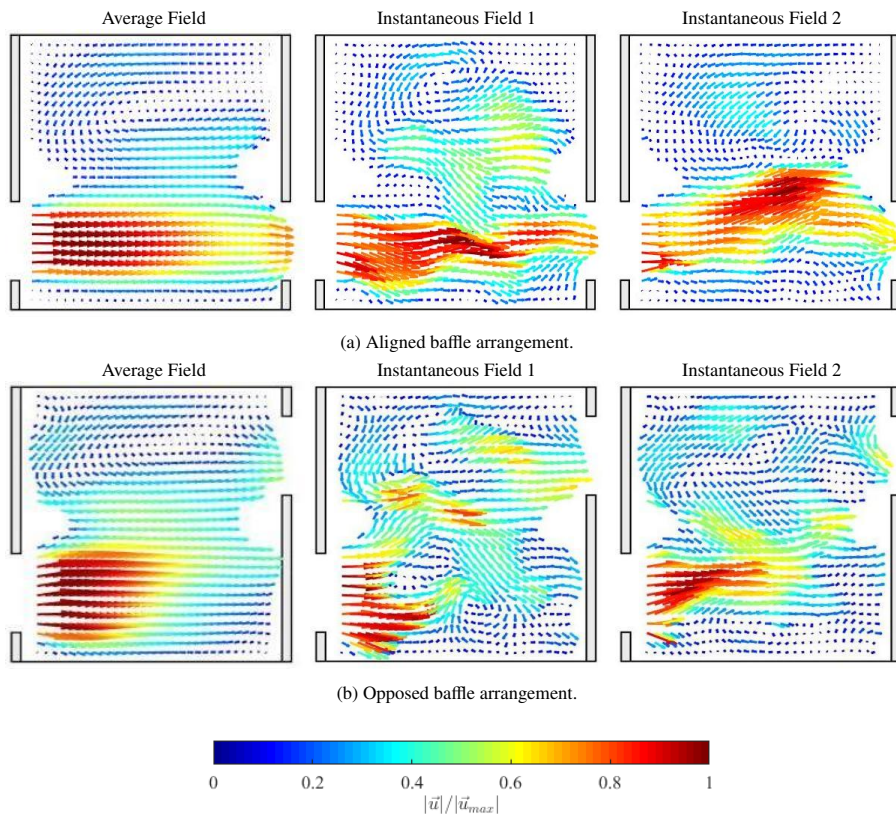 Average Field Instantaneous Field 1 Instantaneous Field 2
(a) Aligned baffle arrangement.
Average Field Instantaneous Field 1 Instantaneous Field 2
(b) Opposed baffle arrangement.
0 0.2 0.4 0.6 0.8 1
|u⃗|/|u⃗max|